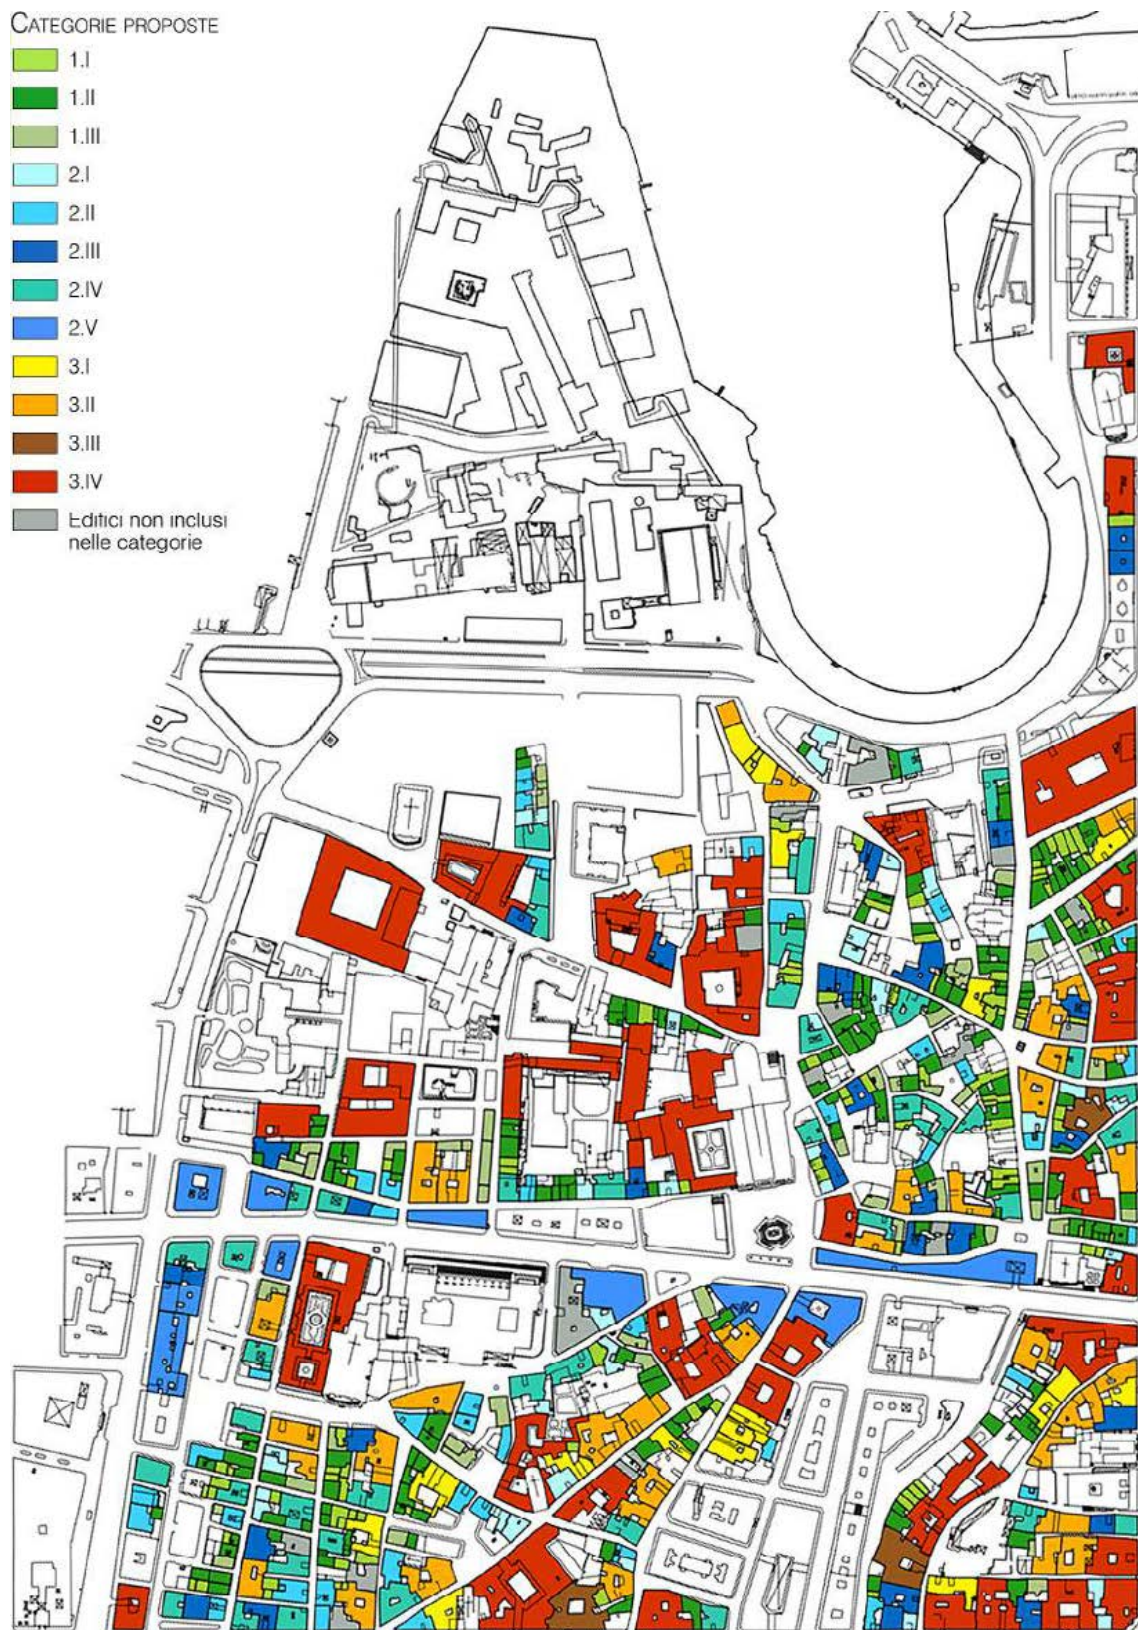 CATEGORIE PROPOSTE
1.I
1.II
1.III
2.I
2.II
2.III
2.IV
2.V
3.I
3.II
3.III
3.IV
Edifici non inclusi
nelle categorie